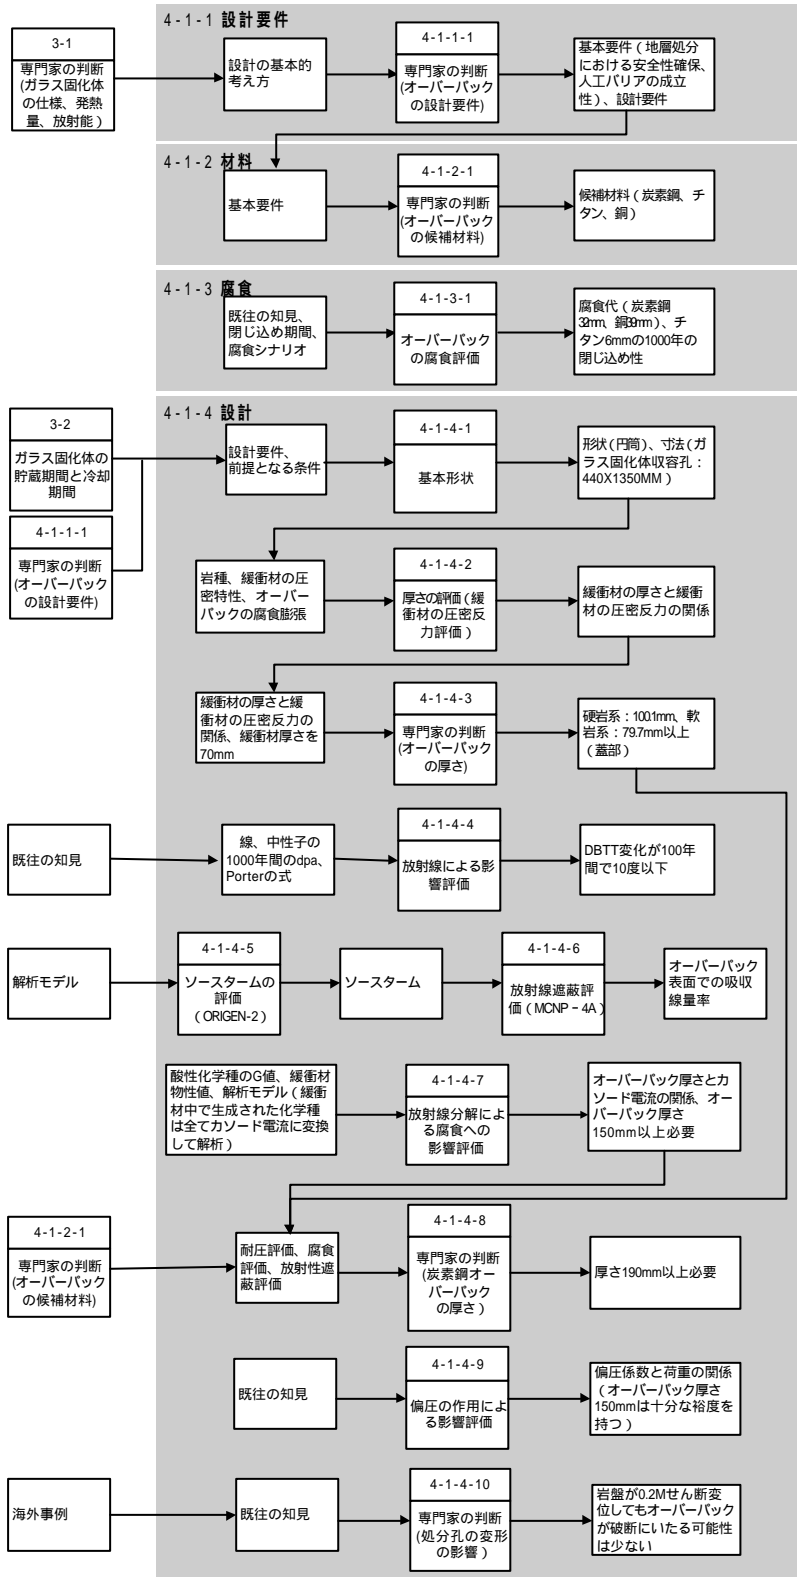 4-1-1 設計要件
3-1
専門家の判断
(ガラス固化体
の仕様、発熱
量、放射能)
設計の基本的
考え方
4-1-1-1
専門家の判断
(オーバーパック
の設計要件)
基本要件(地層処分
における安全性確保、
人工バリアの成立
性)、設計要件
4-1-2 材料
基本要件
4-1-2-1
専門家の判断
(オーバーパック
の候補材料)
候補材料(炭素鋼、チ
タン、銅)
4-1-3 腐食
既往の知見、
閉じ込め期間、
腐食シナリオ
4-1-3-1
オーバーパック
の腐食評価
腐食代(炭素鋼
32mm、銅39mm)、チ
タン6mmの1000年の
閉じ込め性
4-1-4 設計
3-2
ガラス固化体の
貯蔵期間と冷却
期間
4-1-1-1
専門家の判断
(オーバーパック
の設計要件)
設計要件、
前提となる条件
4-1-4-1
基本形状
形状(円筒)、寸法(ガ
ラス固化体収容孔:
440X1350MM)
岩種、緩衝材の圧
密特性、オーバー
パックの腐食膨張
4-1-4-2
厚さの評価(緩
衝材の圧密反
力評価)
緩衝材の厚さと緩衝
材の圧密反力の関係
緩衝材の厚さと緩
衝材の圧密反力の
関係、緩衝材厚さを
70mm
4-1-4-3
専門家の判断
(オーバーパック
の厚さ)
硬岩系:100.1mm、軟
岩系:79.7mm以上
(蓋部)
既往の知見
線、中性子の
1000年間のdpa、
Porterの式
4-1-4-4
放射線による影
響評価
DBTT変化が100年
間で10度以下
解析モデル
4-1-4-5
ソースタームの
評価
(ORIGEN-2)
ソースターム
4-1-4-6
放射線遮蔽評
価(MCNP-4A)
オーバーパック
表面での吸収
線量率
酸性化学種のG値、緩衝材
物性値、解析モデル(緩衝
材中で生成された化学種
は全てカソード電流に変換
して解析)
4-1-4-7
放射線分解によ
る腐食への
影響評価
オーバーパック厚さとカ
ソード電流の関係、オー
バーパック厚さ
150mm以上必要
4-1-2-1
専門家の判断
(オーバーパック
の候補材料)
耐圧評価、腐食
評価、放射性遮
蔽評価
4-1-4-8
専門家の判断
(炭素鋼オー
バーパック
の厚さ)
厚さ190mm以上必要
既往の知見
4-1-4-9
偏圧の作用によ
る影響評価
偏圧係数と荷重の関係
(オーバーパック厚さ
150mmは十分な裕度を
持つ)
海外事例
既往の知見
4-1-4-10
専門家の判断
(処分孔の変形
の影響)
岩盤が0.2Mせん断変
位してもオーバーパック
が破断にいたる可能性
は少ない